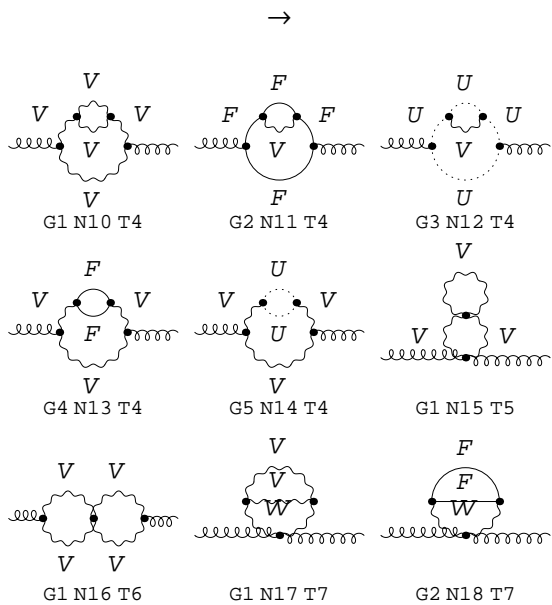 →
V
V V
V
V
G1 N10 T4
F
F F
V
F
G2 N11 T4
U
U U
V
U
G3 N12 T4
F
V V
F
V
G4 N13 T4
U
V V
U
V
G5 N14 T4
V
V V
G1 N15 T5
V V
V V
G1 N16 T6
V
V
W
G1 N17 T7
F
F
W
G2 N18 T7